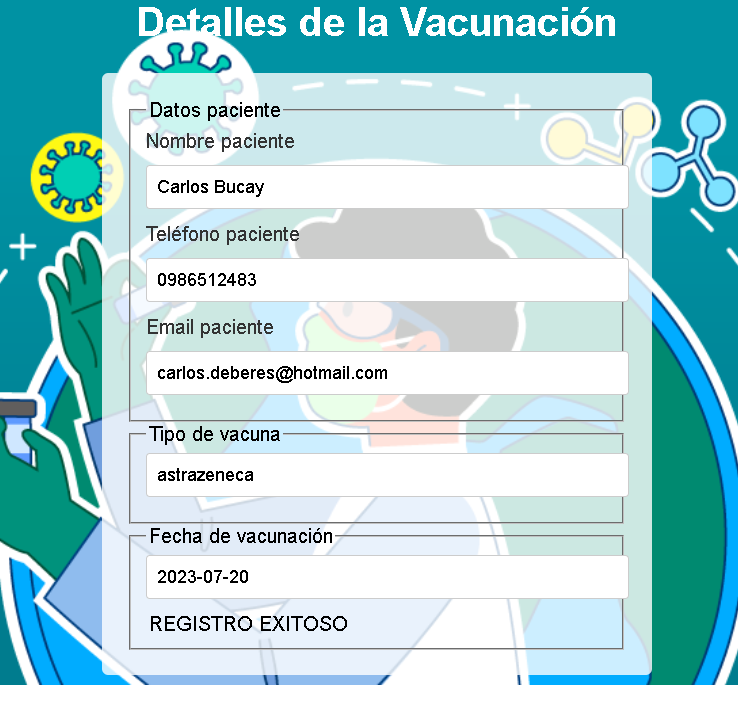 Detalles de la Vacunación
Datos paciente
Nombre paciente
Carlos Bucay
Teléfono paciente
0986512483
Email paciente
carlos.deberes@hotmail.com
Tipo de vacuna
astrazeneca
Fecha de vacunación
2023-07-20
REGISTRO EXITOSO